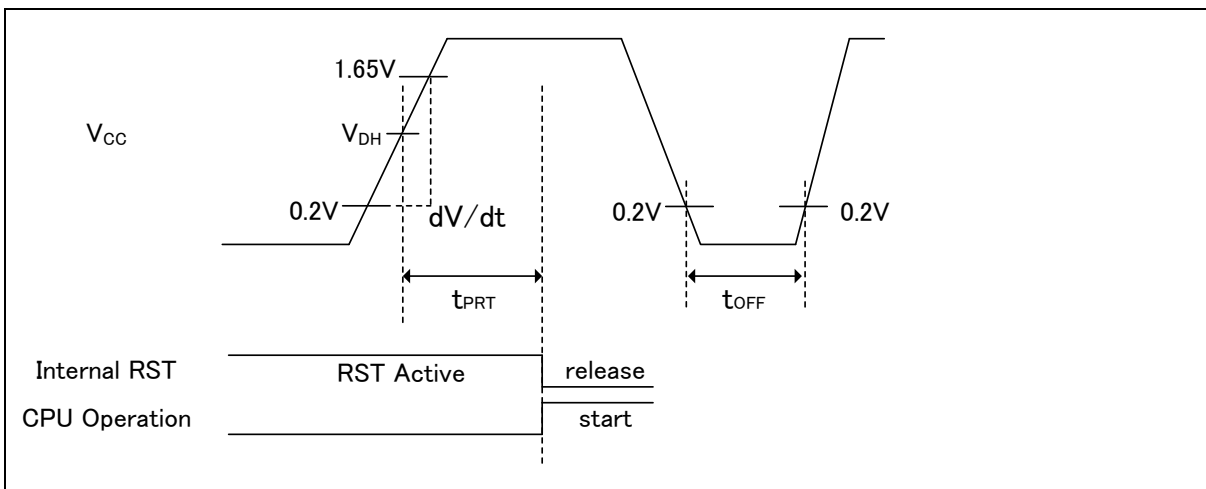 1.65V
VCC
VDH
0.2V
dV/dt
0.2V
0.2V
tPRT
tOFF
Internal RST
RST Active
release
CPU Operation
start